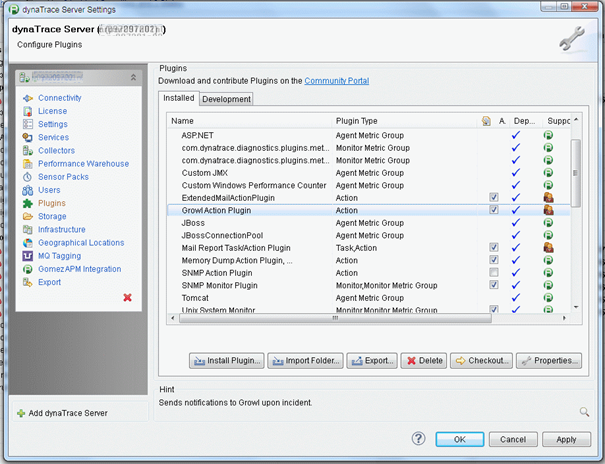 dynaTrace Server Settings
dynaTrace Server (
Configure Plugins
Connectivity
License
Settings
Services
Collectors
Performance Warehouse
Sensor Packs
Users
Plugins
Storage
Infrastructure
Geographical Locations
MQ Tagging
GomezAPM Integration
Export
Add dynaTrace Server
Plugins
Download and contribute Plugins on the Community Portal
Installed Development
Name Plugin Type A. Dep... Suppo
ASP.NET Agent Metric Group
com.dynatrace.diagnostics.plugins.met... Monitor Metric Group
com.dynatrace.diagnostics.plugins.met... Monitor Metric Group
Custom JMX Agent Metric Group
Custom Windows Performance Counter Agent Metric Group
ExtendedMailActionPlugin Action
Growl Action Plugin Action
JBoss Agent Metric Group
JBossConnectionPool Agent Metric Group
Mail Report Task/Action Plugin Task,Action
Memory Dump Action Plugin, ... Action
SNMP Action Plugin Action
SNMP Monitor Plugin Monitor,Monitor Metric Group
Tomcat Agent Metric Group
Unix System Monitor Monitor,Monitor Metric Group
Install Plugin... Import Folder... Export... Delete Checkout... Properties...
Hint
Sends notifications to Growl upon incident.
OK Cancel Apply